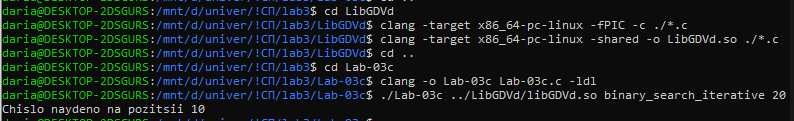 daria@DESKTOP-2DSGURS:/mnt/d/univer/!СП/lab3$ cd LibGDVd
daria@DESKTOP-2DSGURS:/mnt/d/univer/!СП/lab3/LibGDVd$ clang -target x86_64-pc-linux -fPIC -c ./*.c
daria@DESKTOP-2DSGURS:/mnt/d/univer/!СП/lab3/LibGDVd$ clang -target x86_64-pc-linux -shared -o LibGDVd.so ./*.c
daria@DESKTOP-2DSGURS:/mnt/d/univer/!СП/lab3/LibGDVd$ cd ..
daria@DESKTOP-2DSGURS:/mnt/d/univer/!СП/lab3$ cd Lab-03c
daria@DESKTOP-2DSGURS:/mnt/d/univer/!СП/lab3/Lab-03c$ clang -o Lab-03c Lab-03c.c -ldl
daria@DESKTOP-2DSGURS:/mnt/d/univer/!СП/lab3/Lab-03c$ ./Lab-03c ../LibGDVd/libGDVd.so binary_search_iterative 20
Chislo naydeno na pozitsii 10